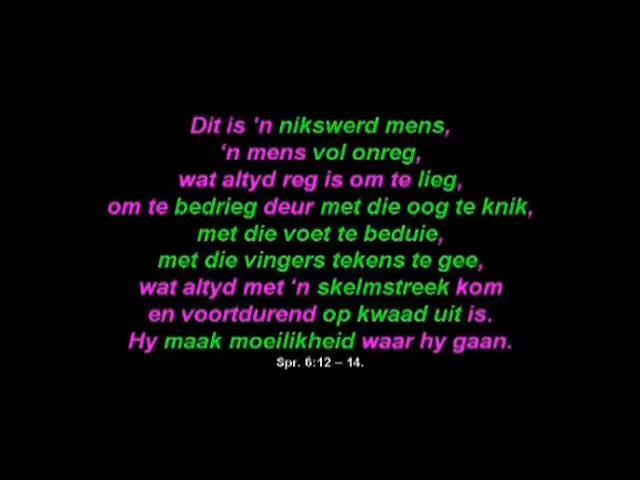 Dit is ‘n nikswerd mens,
‘n mens vol onreg,
wat altyd reg is om te lieg,
om te bedrieg deur met die oog te knik,
met die voet te beduie,
met die vingers tekens te gee,
wat altyd met ‘n skelmstreek kom
en voortdurend op kwaad uit is.
Hy maak moeilikheid waar hy gaan.
Spr. 6:12 – 14.